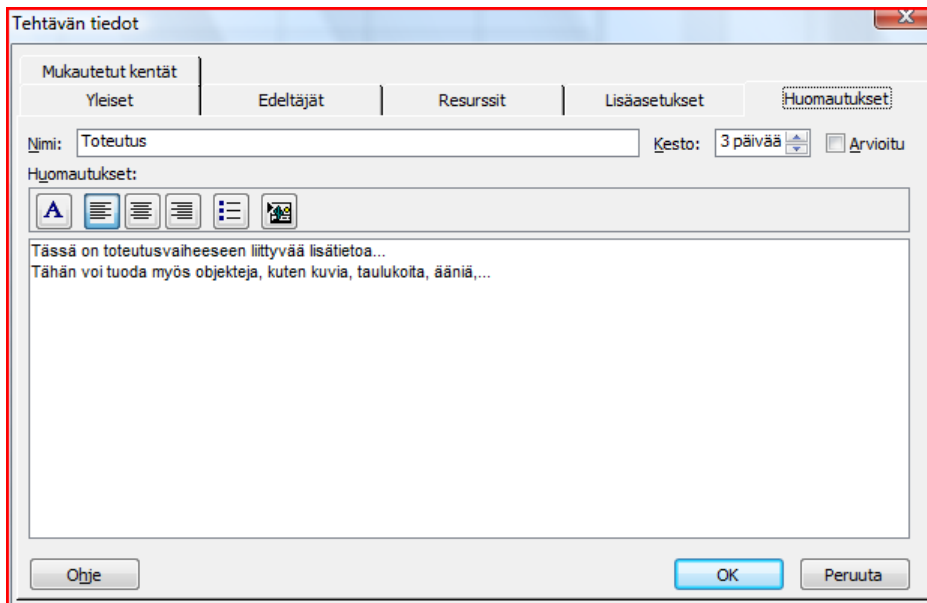 Tehtävän tiedot
Mukautetut kentät
Yleiset Edeltäjät Resurssit Lisäasetukset Huomautukset
Nimi: Toteutus Kesto: 3 päivää Arvioitu
Huomautukset:
A
Tässä on toteutusvaiheeseen liittyvää lisätietoa...
Tähän voi tuoda myös objekteja, kuten kuvia, taulukoita, ääniä,...
Ohje OK Peruuta